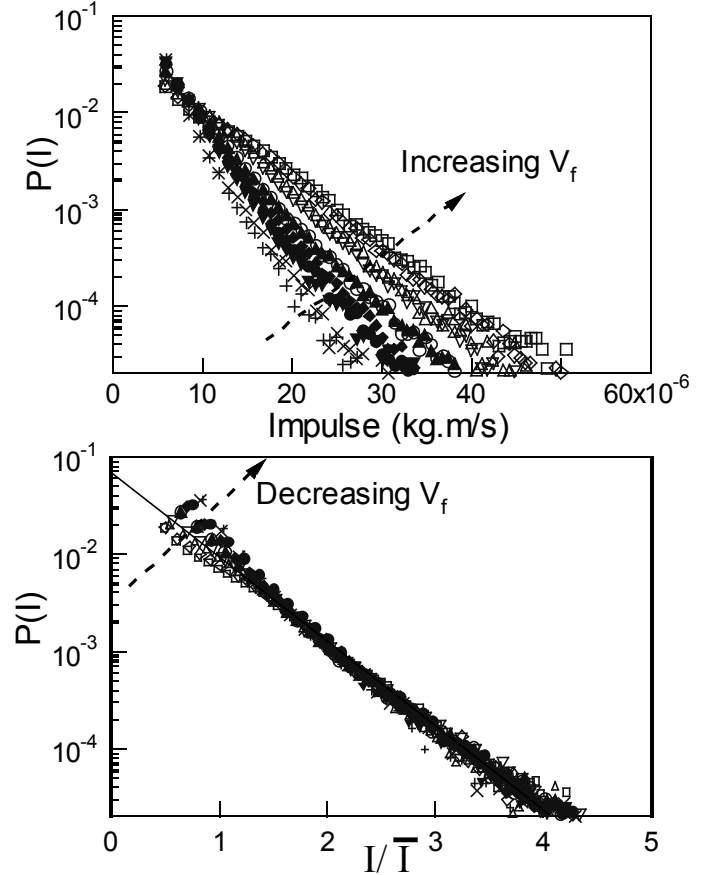 10^-1
10^-2
10^-3
10^-4
P(I)
Increasing V_f
0 10 20 30 40 60x10^-6
Impulse (kg.m/s)
10^-1
10^-2
10^-3
10^-4
P(I)
Decreasing V_f
0 1 2 3 4 5
I/ Ī